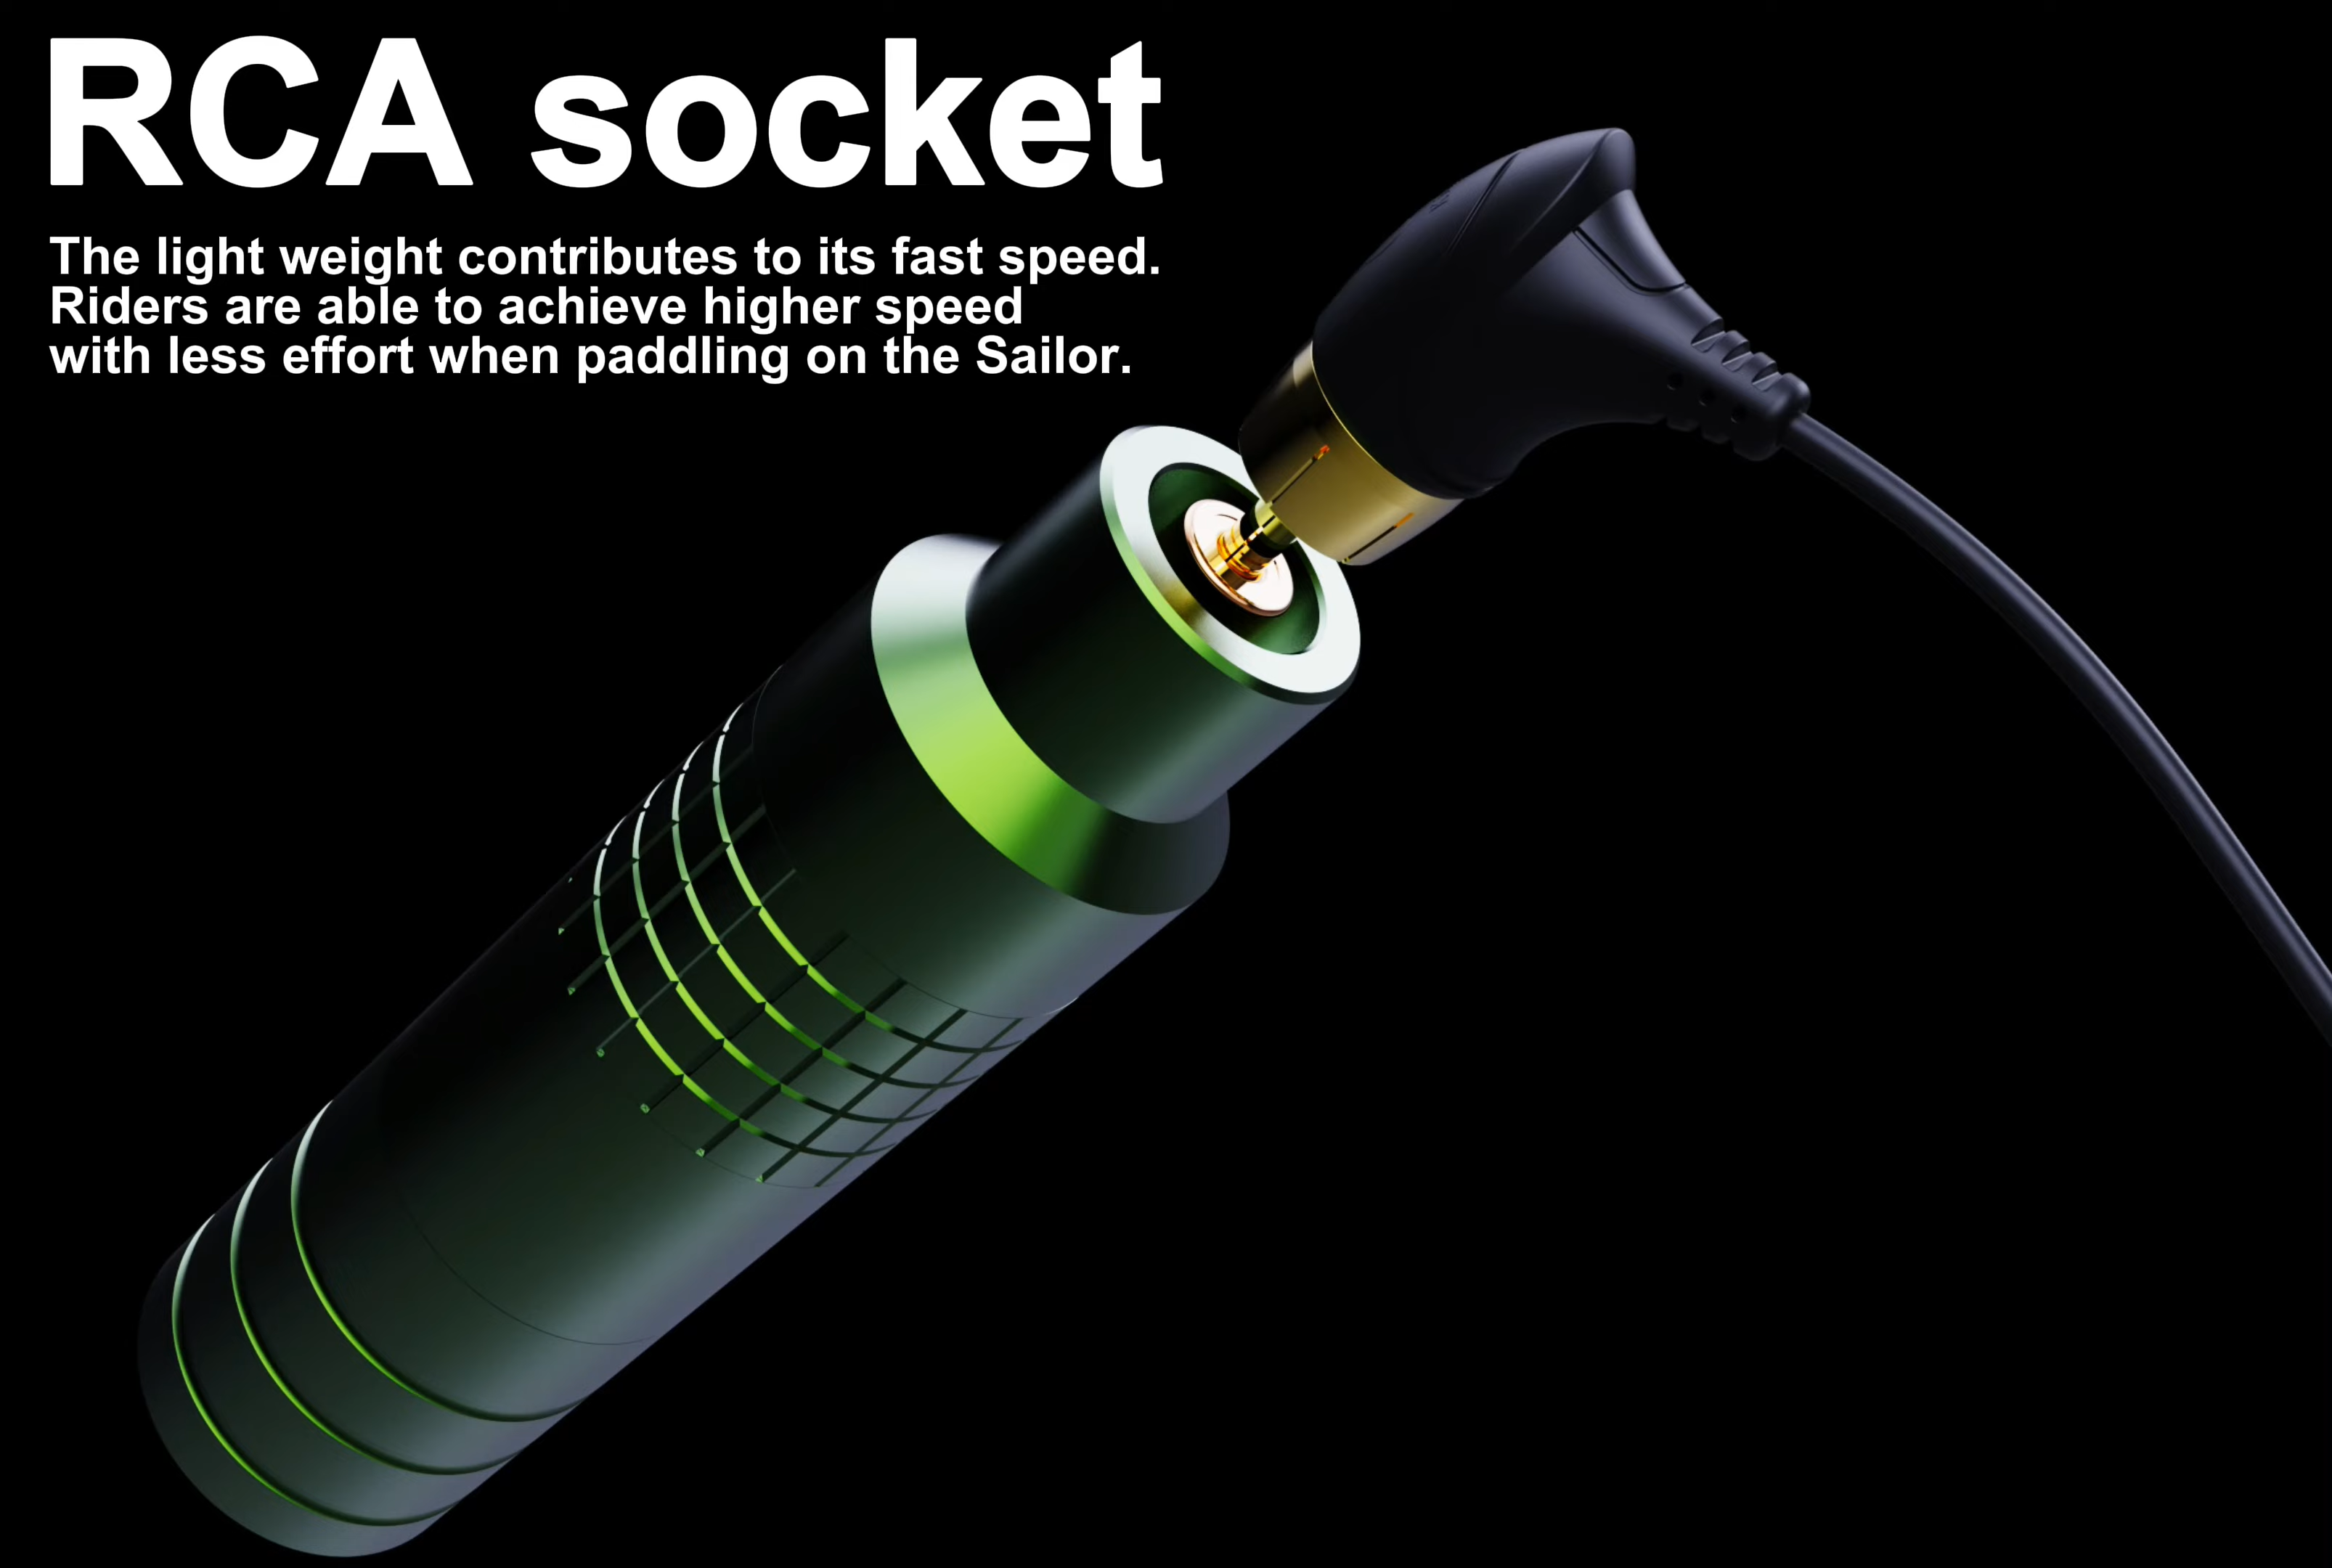 RCA socket
The light weight contributes to its fast speed.
Riders are able to achieve higher speed
with less effort when paddling on the Sailor.